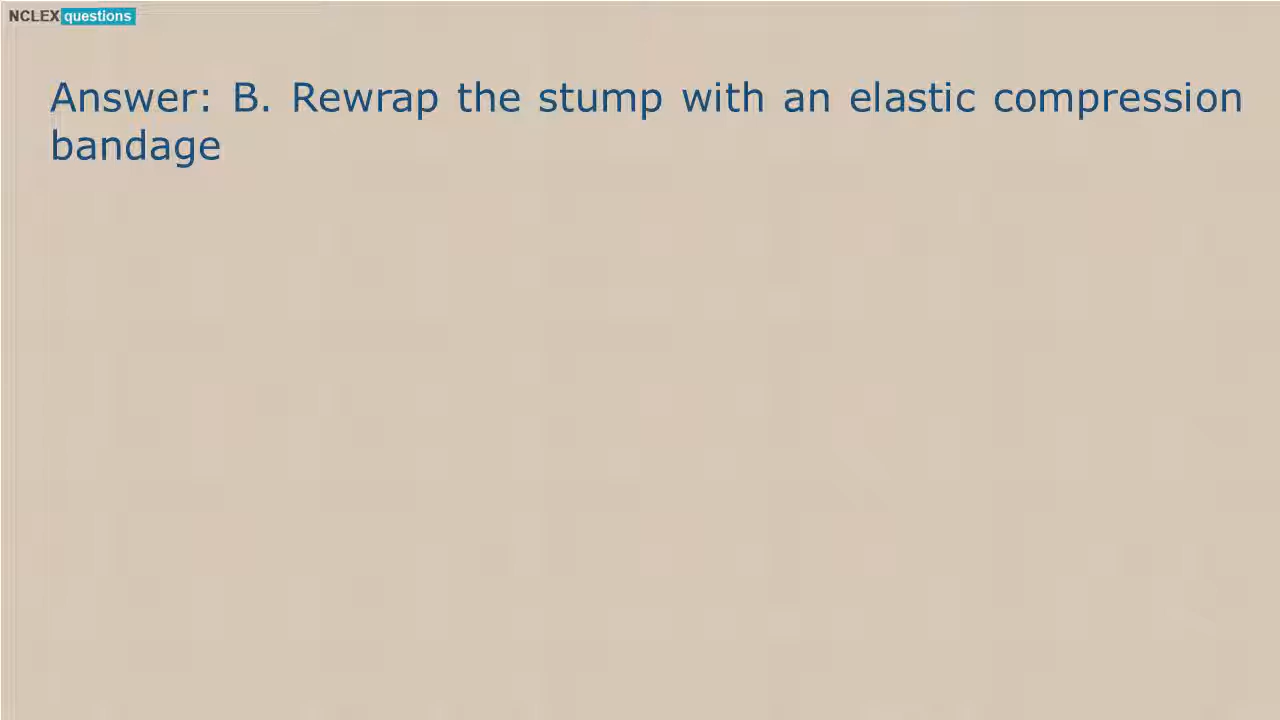 NCLEX questions
Answer: B. Rewrap the stump with an elastic compression
bandage